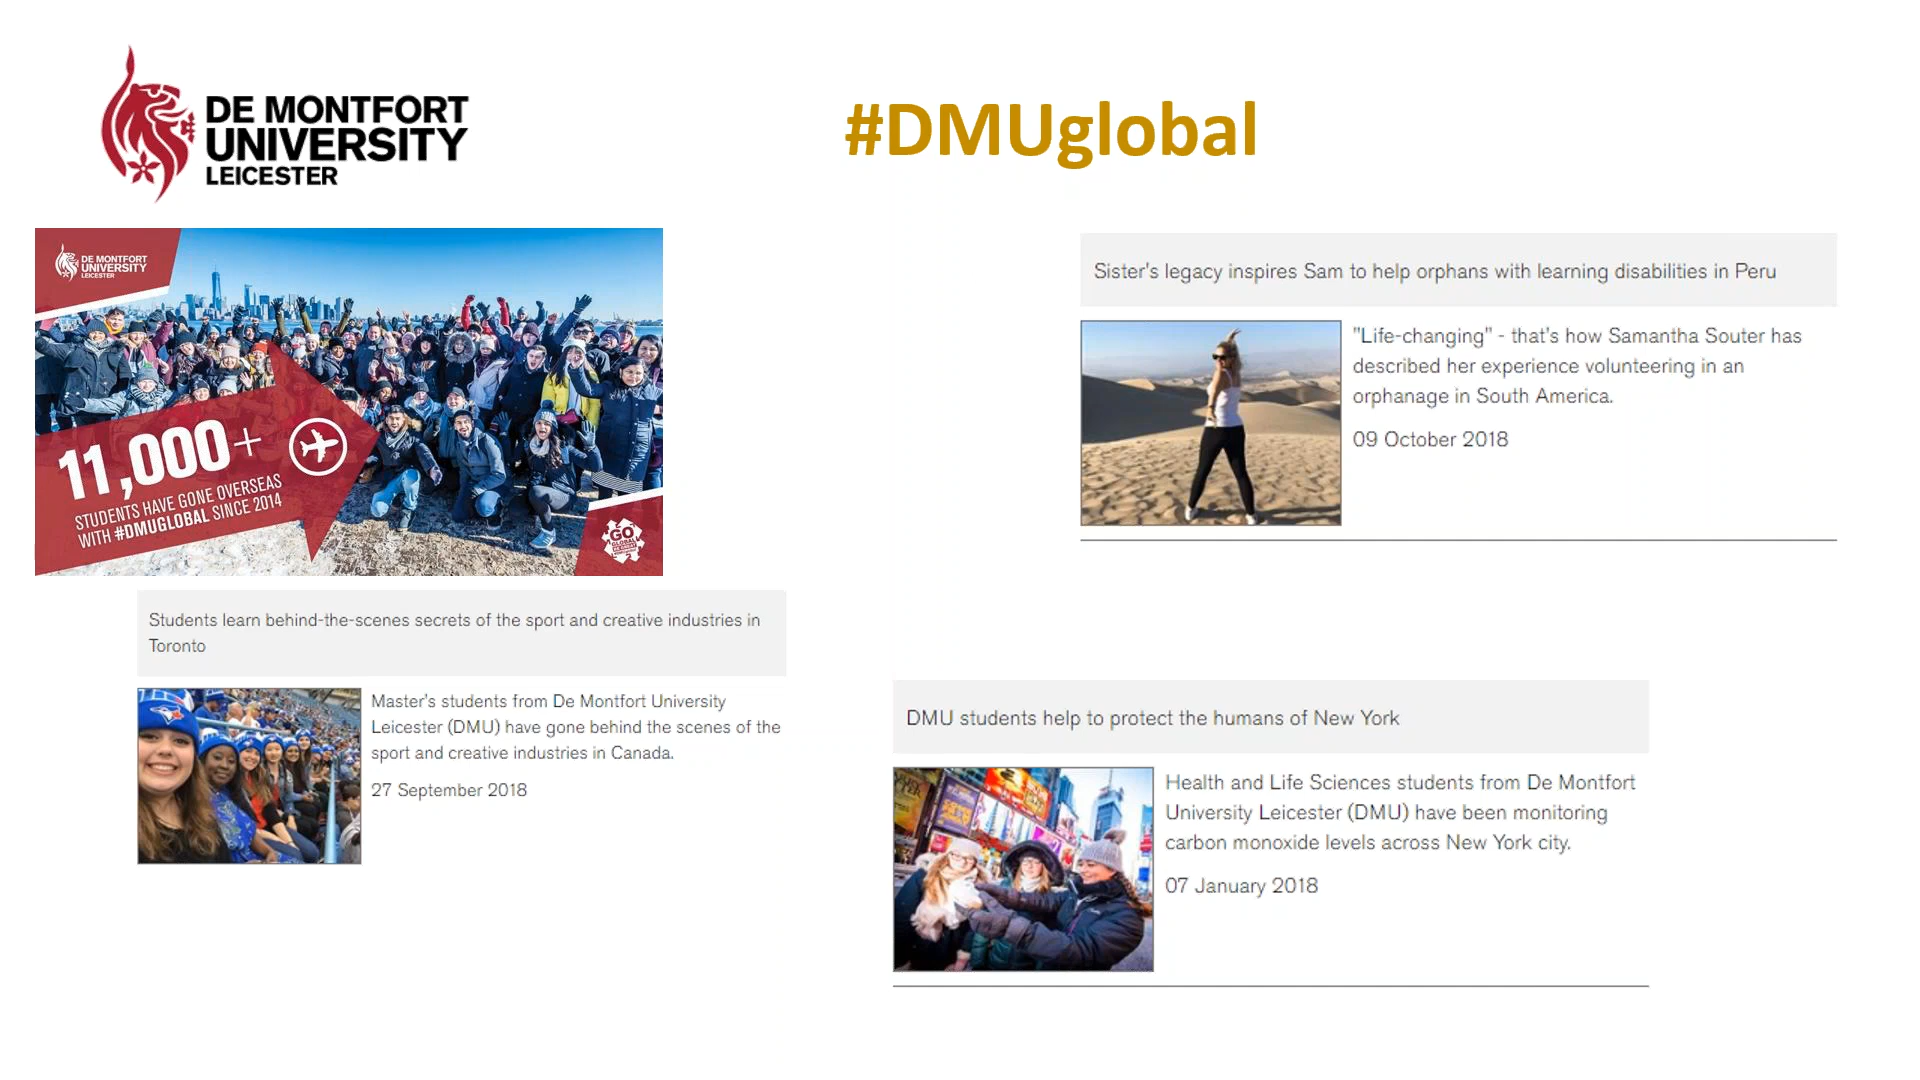 DE MONTFORT
UNIVERSITY
LEICESTER
#DMUglobal
DE MONTFORT
UNIVERSITY
LEICESTER
11,000+
STUDENTS HAVE GONE OVERSEAS
WITH #DMUGLOBAL SINCE 2014
GO
GLOBAL
Sister's legacy inspires Sam to help orphans with learning disabilities in Peru
"Life-changing" - that's how Samantha Souter has
described her experience volunteering in an
orphanage in South America.
09 October 2018
Students learn behind-the-scenes secrets of the sport and creative industries in
Toronto
Master's students from De Montfort University
Leicester (DMU) have gone behind the scenes of the
sport and creative industries in Canada.
27 September 2018
DMU students help to protect the humans of New York
Health and Life Sciences students from De Montfort
University Leicester (DMU) have been monitoring
carbon monoxide levels across New York city.
07 January 2018